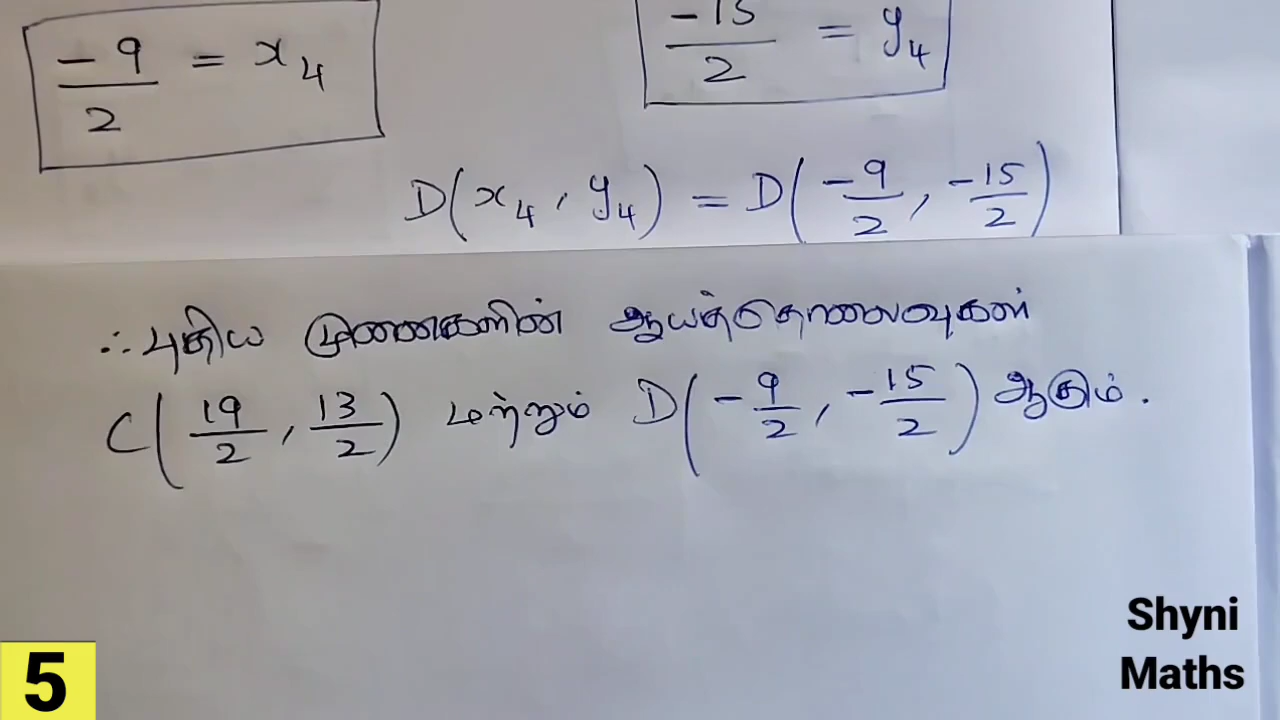 -9/2 = x₄
-15/2 = y₄
D(x₄, y₄) = D(-9/2, -15/2)
∴ புதிய முனைகளின் ஆயத்தொலைவுகள்
C(19/2, 13/2) மற்றும் D(-9/2, -15/2) ஆகும்.
Shyni
Maths
5